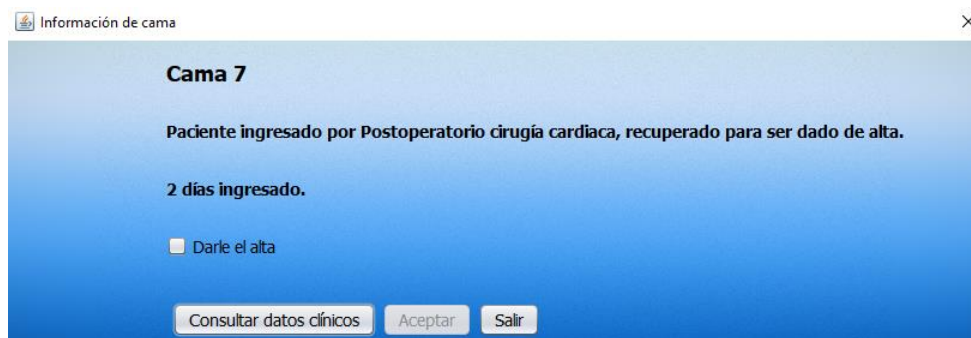 Información de cama
Cama 7
Paciente ingresado por Postoperatorio cirugía cardiaca, recuperado para ser dado de alta.
2 días ingresado.
Darle el alta
Consultar datos clínicos Aceptar Salir